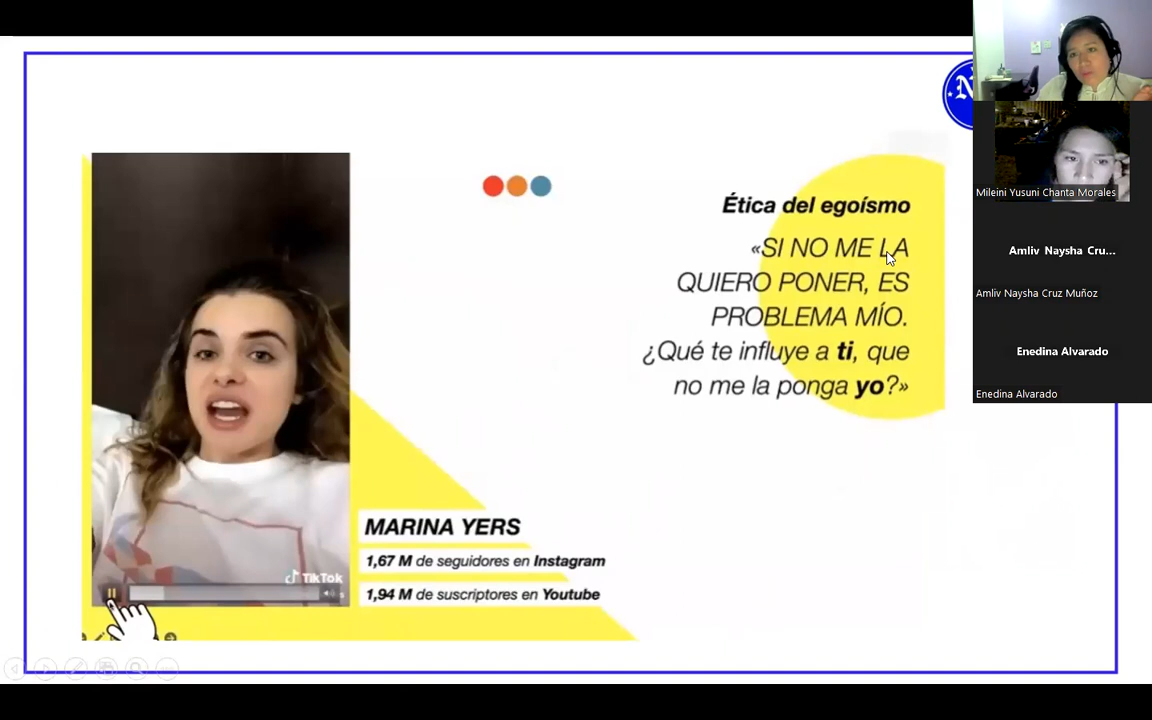 Ética del egoísmo
«SI NO ME LA
QUIERO PONER, ES
PROBLEMA MÍO.
¿Qué te influye a ti, que
no me la ponga yo?»
MARINA YERS
1,67 M de seguidores en Instagram
1,94 M de suscriptores en Youtube
TikTok
N
Mileini Yusuni Chanta Morales
Amliv Naysha Cru...
Amliv Naysha Cruz Muñoz
Enedina Alvarado
Enedina Alvarado